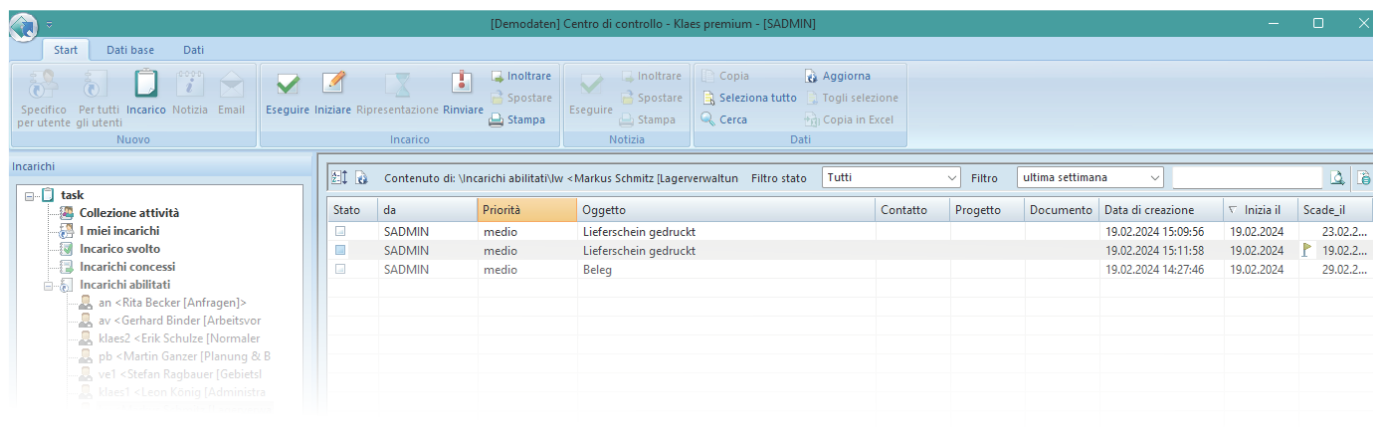 [Demodaten] Centro di controllo - Klaes premium - [SADMIN]
Start Dati base Dati
Specifico per utente Per tutti gli utenti Incarico Notizia Email
Nuovo
Eseguire Iniziare Ripresentazione Rinviare Inoltrare Spostare Stampa
Incarico
Eseguire Inoltrare Spostare Stampa
Notizia
Copia Seleziona tutto Cerca Aggiorna Togli selezione Copia in Excel
Dati
Incarichi
task
Collezione attività
I miei incarichi
Incarico svolto
Incarichi concessi
Incarichi abilitati
an <Rita Becker [Anfragen]>
av <Gerhard Binder [Arbeitsvor
klaes2 <Erik Schulze [Normaler
pb <Martin Ganzer [Planung & B
ve1 <Stefan Ragbauer [Gebietsl
klaes1 <Leon König [Administra
Contenuto di: \Incarichi abilitati\lw <Markus Schmitz [Lagerverwaltun Filtro stato Tutti Filtro ultima settimana
Stato da Priorità Oggetto Contatto Progetto Documento Data di creazione Inizia il Scade_il
SADMIN medio Lieferschein gedruckt 19.02.2024 15:09:56 19.02.2024 23.02.2...
SADMIN medio Lieferschein gedruckt 19.02.2024 15:11:58 19.02.2024 19.02.2...
SADMIN medio Beleg 19.02.2024 14:27:46 19.02.2024 29.02.2...